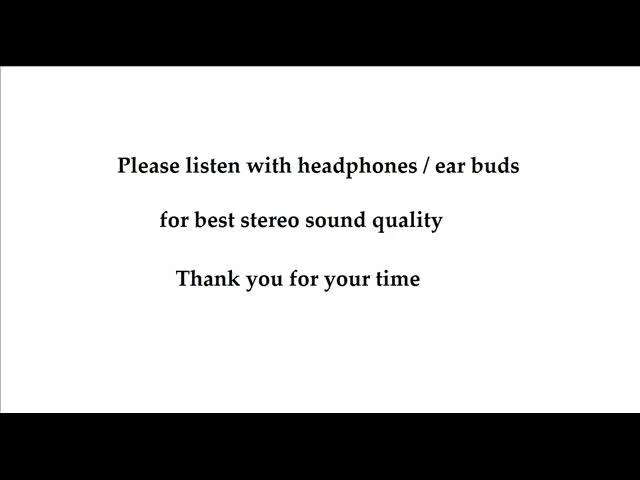 Please listen with headphones / ear buds
for best stereo sound quality
Thank you for your time